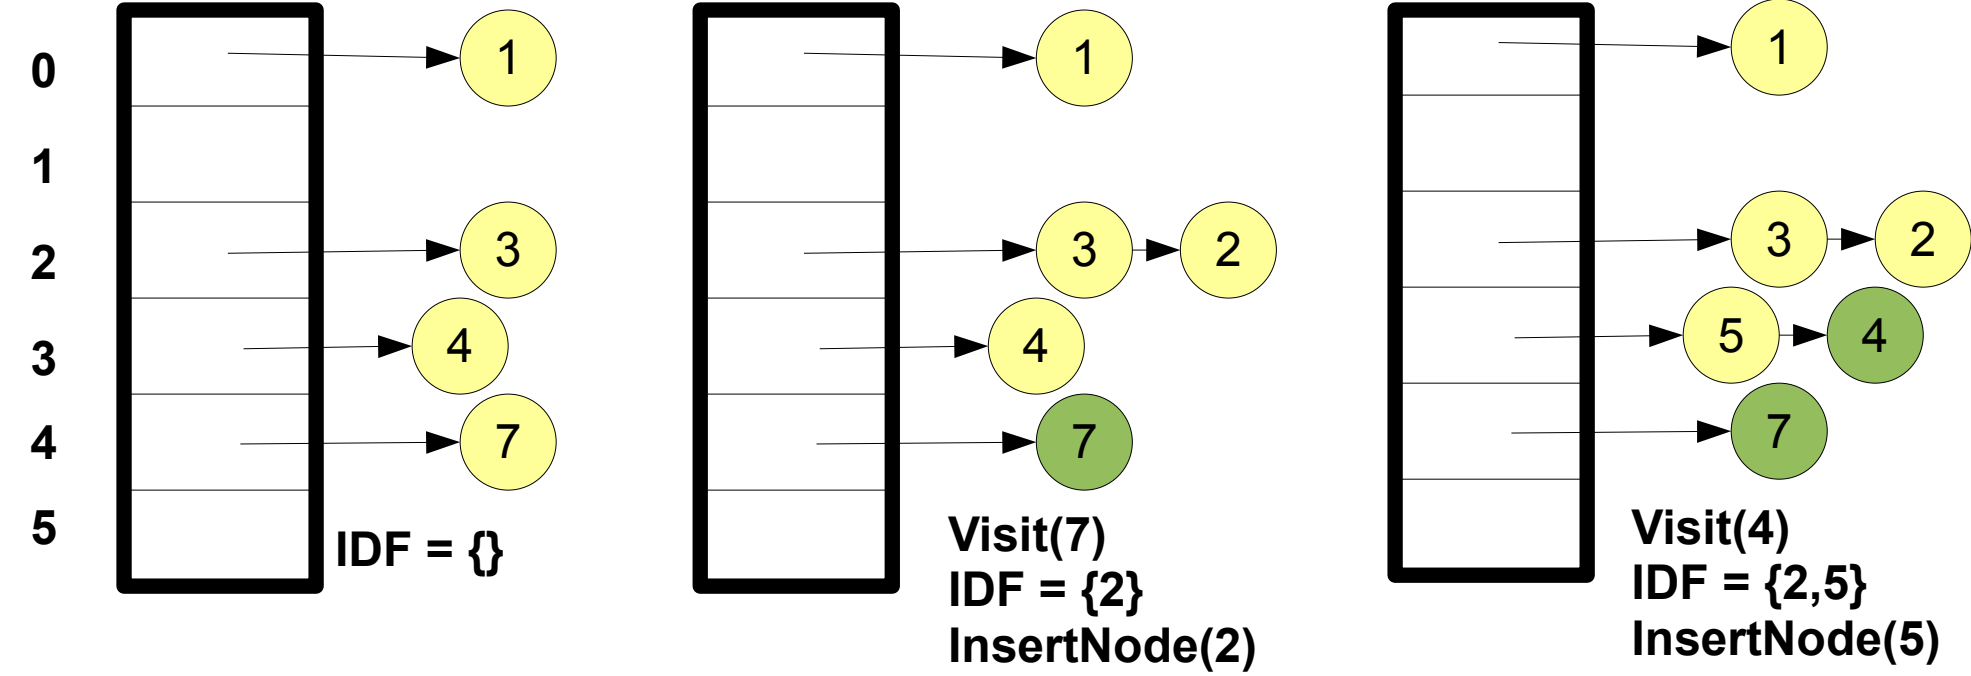 0
1
2
3
4
5
1
3
4
7
IDF = {}
1
3 2
4
7
Visit(7)
IDF = {2}
InsertNode(2)
1
3 2
5 4
7
Visit(4)
IDF = {2,5}
InsertNode(5)